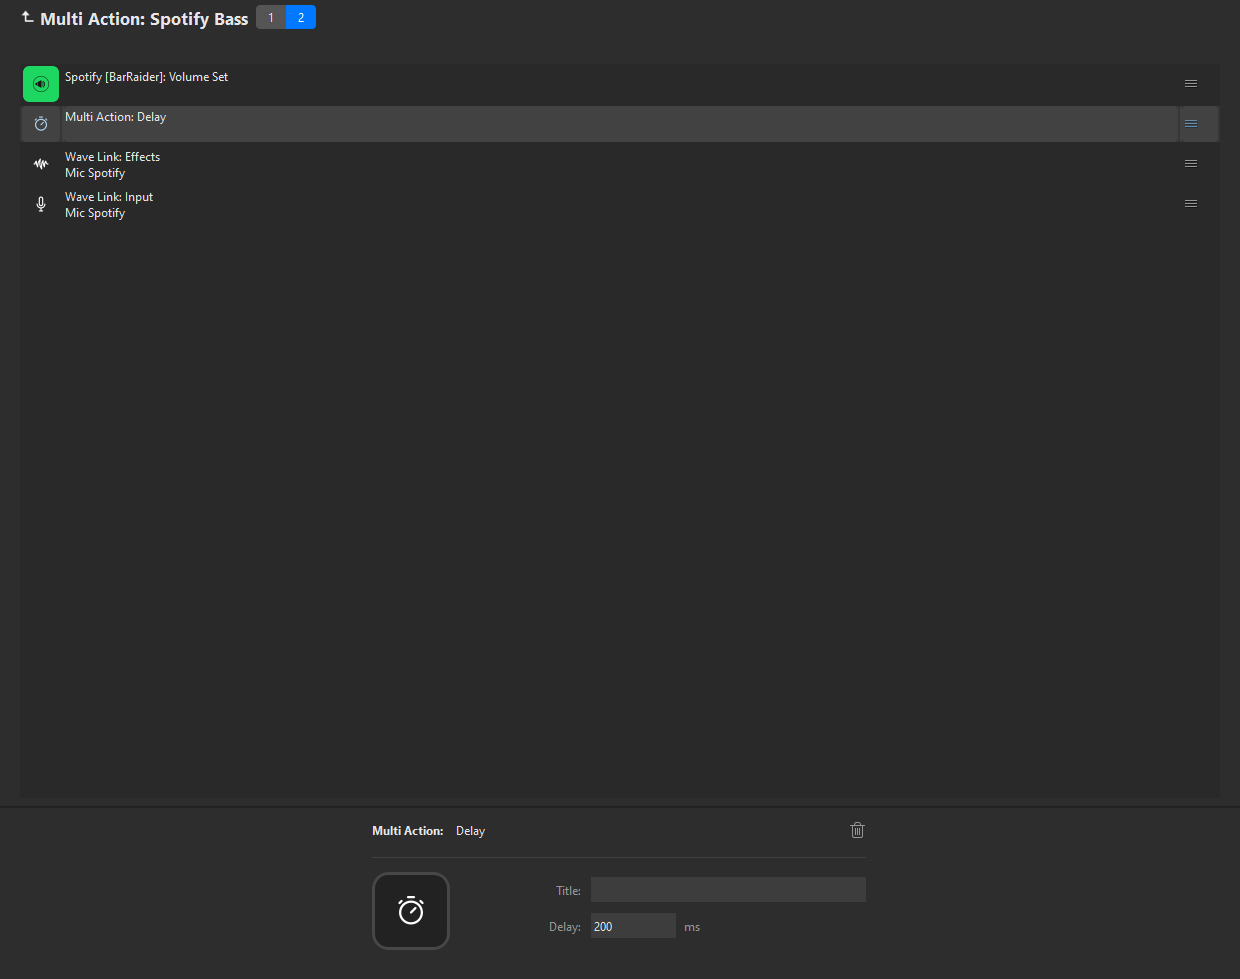 Multi Action: Spotify Bass 1 2
Spotify [BarRaider]: Volume Set
Multi Action: Delay
Wave Link: Effects
Mic Spotify
Wave Link: Input
Mic Spotify
Multi Action: Delay
Title:
Delay: 200 ms